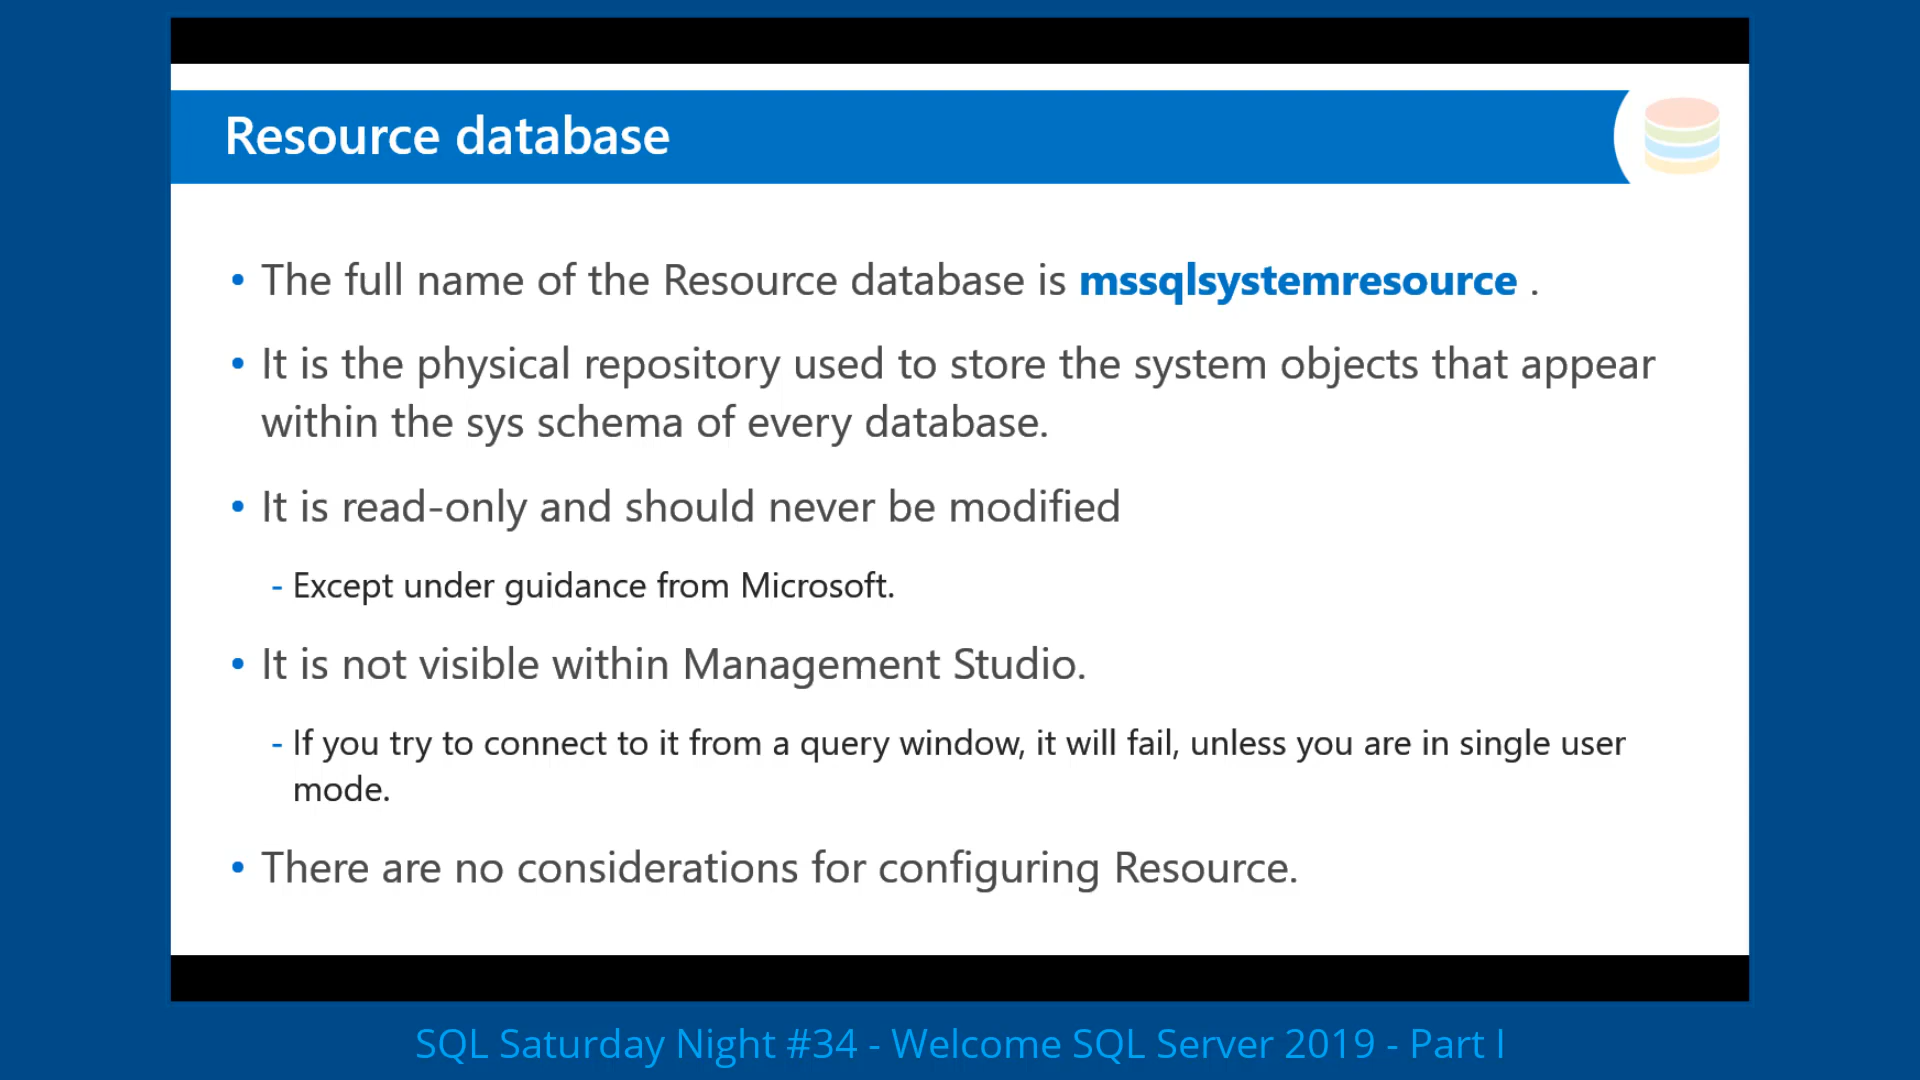 Resource database
• The full name of the Resource database is mssqlsystemresource .
• It is the physical repository used to store the system objects that appear
within the sys schema of every database.
• It is read-only and should never be modified
- Except under guidance from Microsoft.
• It is not visible within Management Studio.
- If you try to connect to it from a query window, it will fail, unless you are in single user
mode.
• There are no considerations for configuring Resource.
SQL Saturday Night #34 - Welcome SQL Server 2019 - Part I